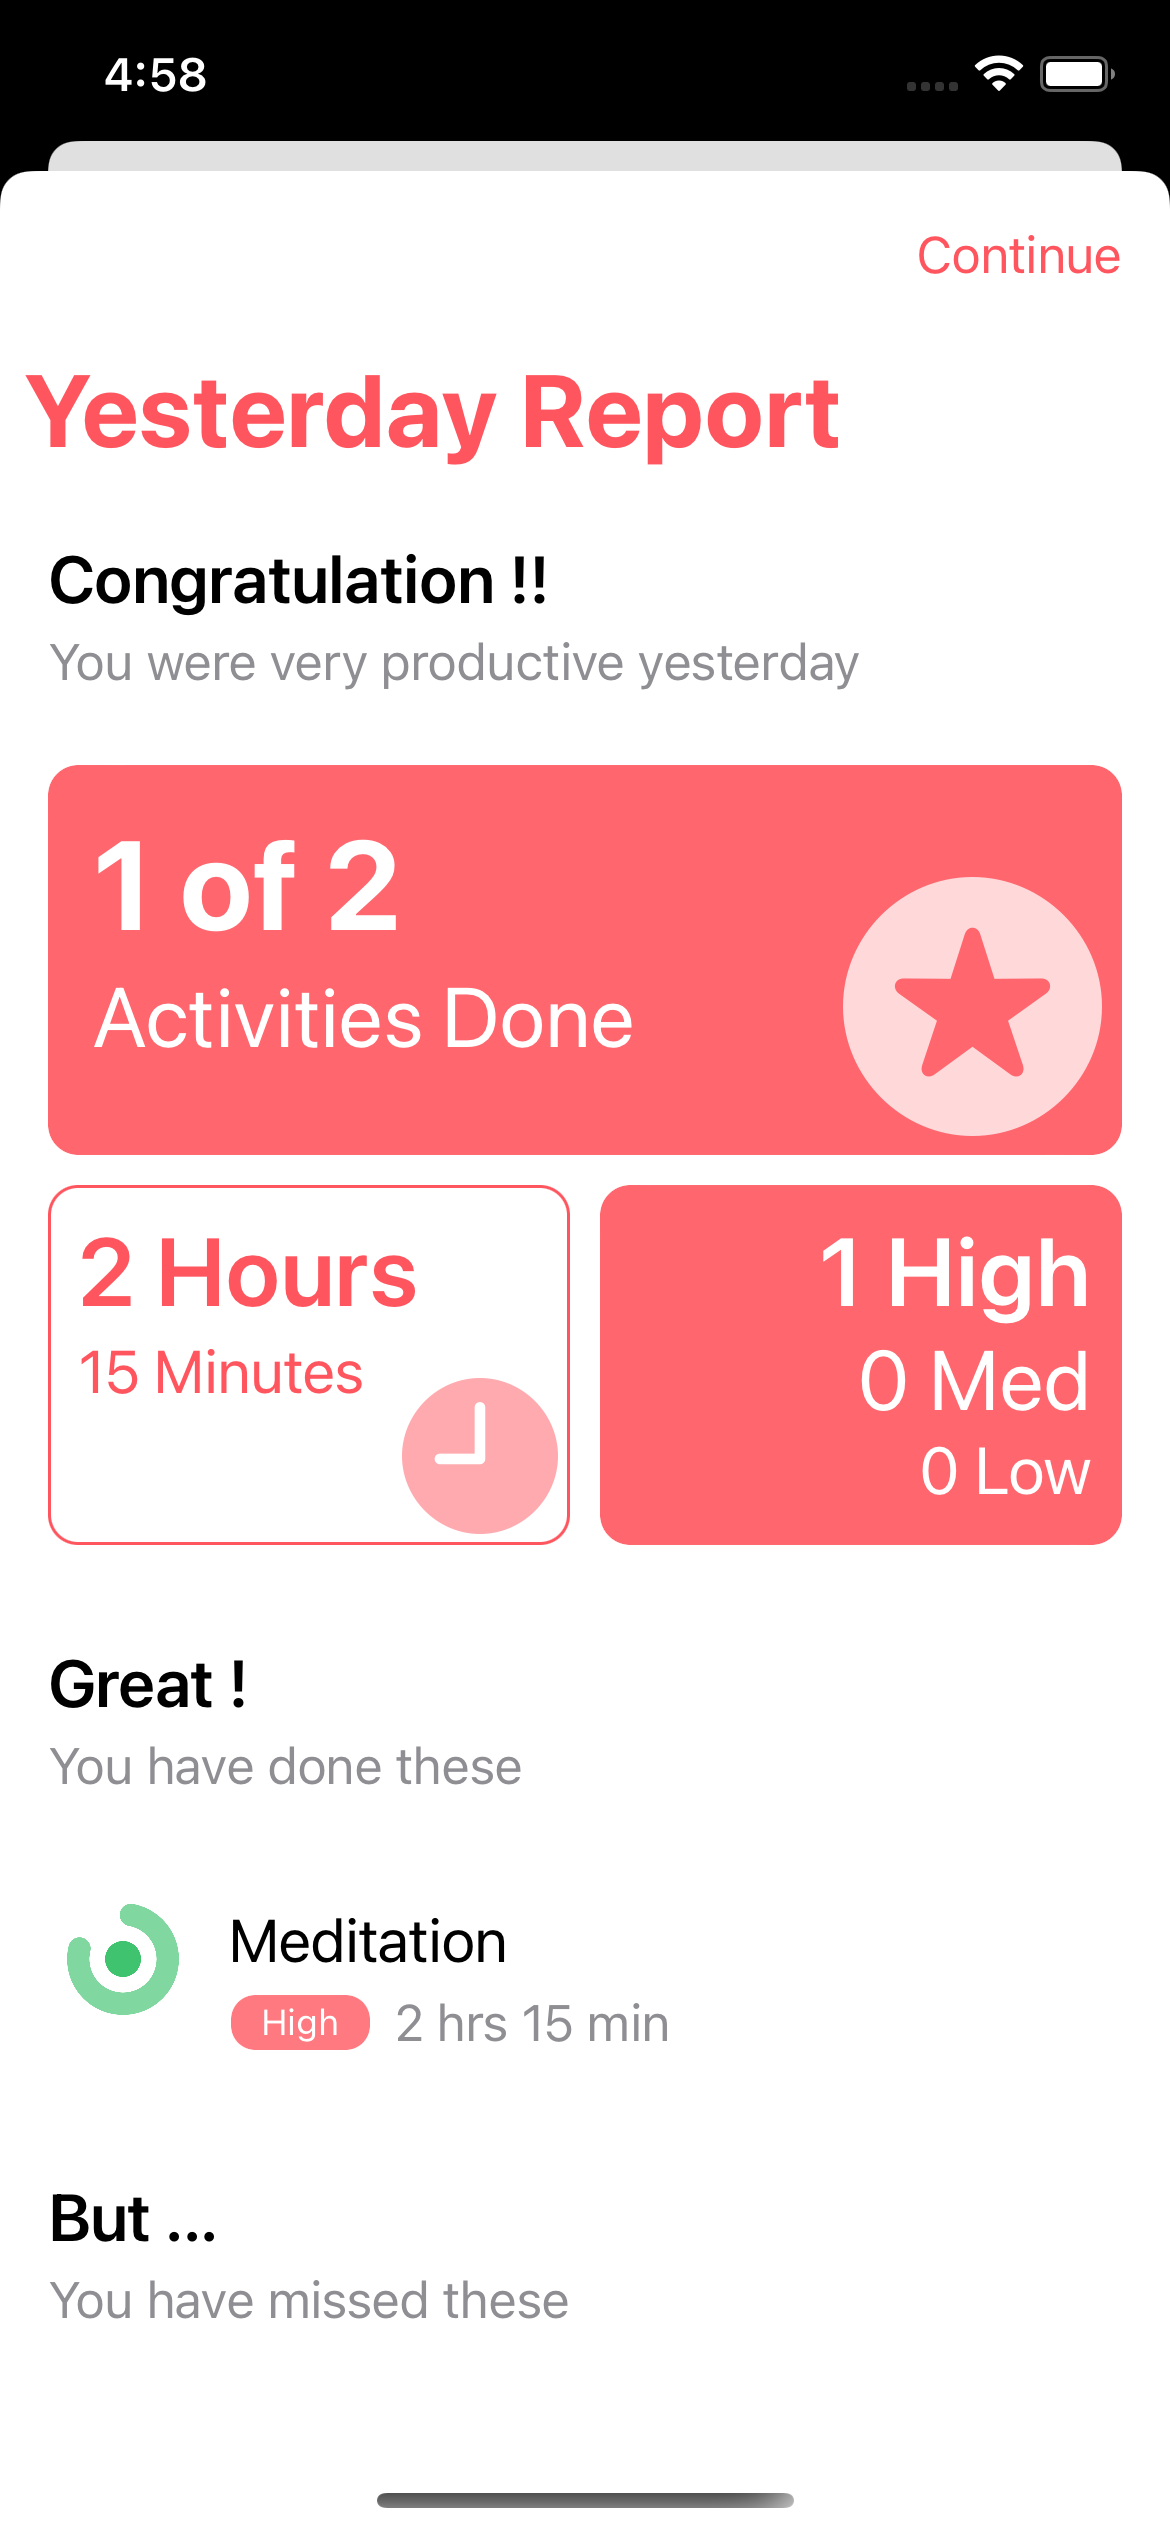 4:58
Continue
Yesterday Report
Congratulation !!
You were very productive yesterday
1 of 2
Activities Done
2 Hours
15 Minutes
1 High
0 Med
0 Low
Great !
You have done these
Meditation
High 2 hrs 15 min
But ...
You have missed these